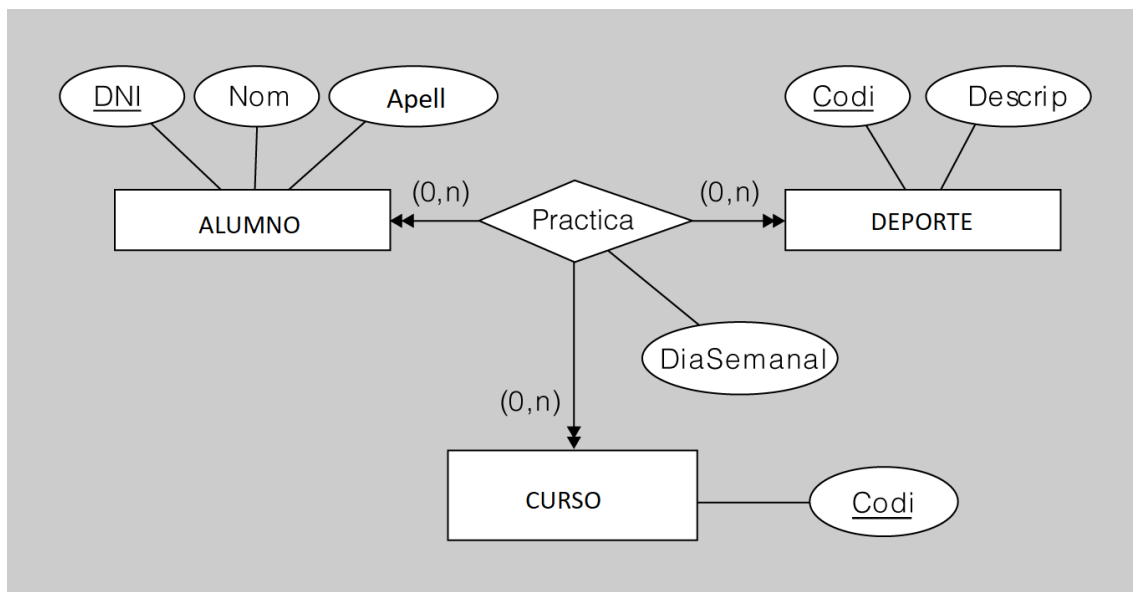 DNI
Nom
Apell
Codi
Descrip
(0,n)
(0,n)
ALUMNO
Practica
DEPORTE
DiaSemanal
(0,n)
CURSO
Codi